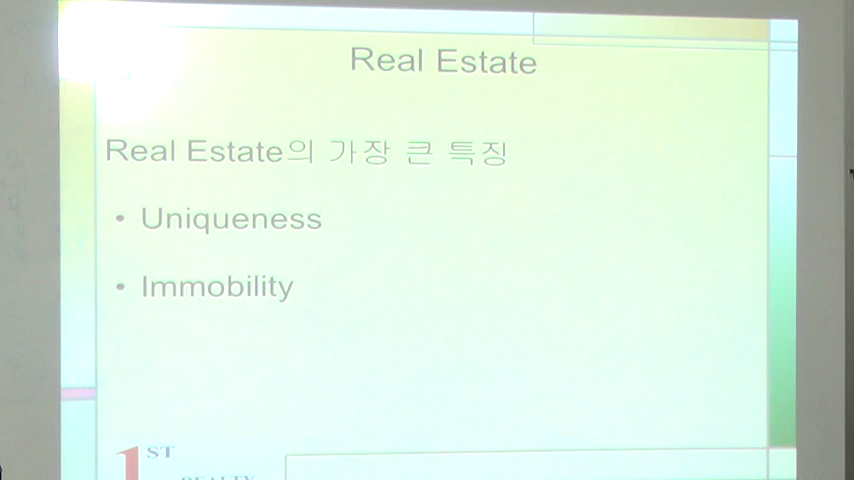 Real Estate
Real Estate의 가장 큰 특징
• Uniqueness
• Immobility
1ST
REALTY